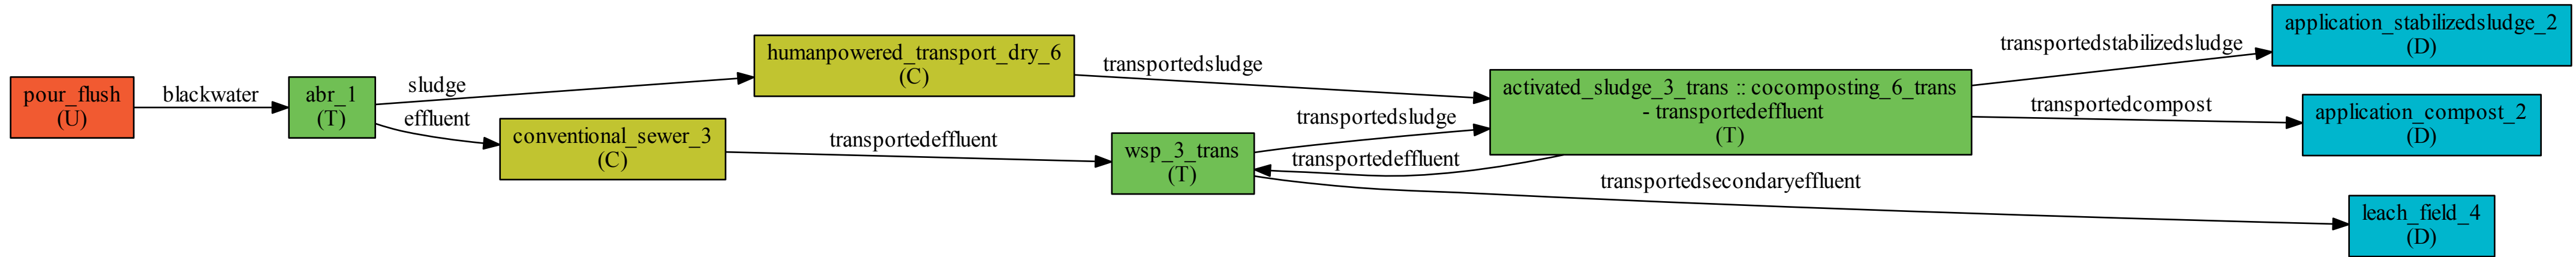 pour_flush
(U)
blackwater
abr_1
(T)
sludge
effluent
humanpowered_transport_dry_6
(C)
conventional_sewer_3
(C)
transportedsludge
transportedeffluent
wsp_3_trans
(T)
transportedsludge
transportedeffluent
activated_sludge_3_trans :: cocomposting_6_trans
- transportedeffluent
(T)
transportedsecondaryeffluent
transportedstabilizedsludge
transportedcompost
application_stabilizedsludge_2
(D)
application_compost_2
(D)
leach_field_4
(D)